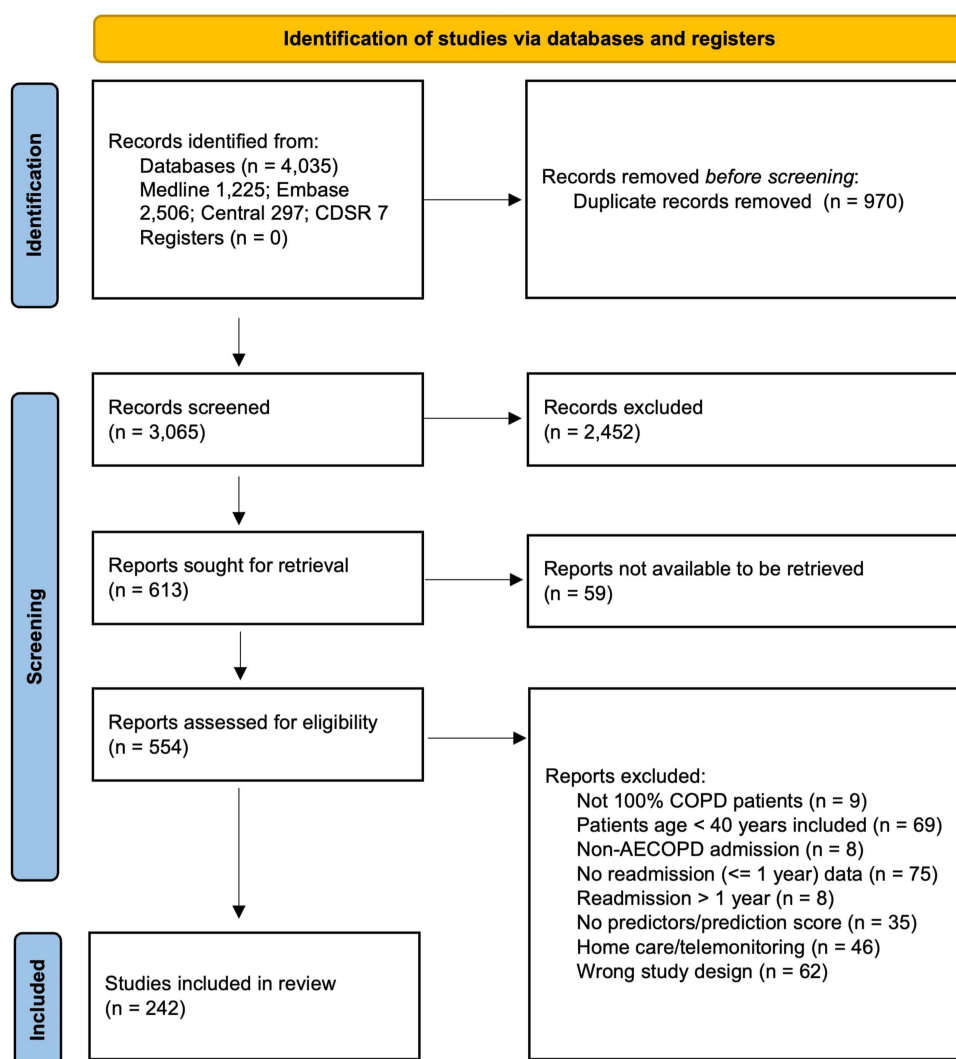 Identification of studies via databases and registers
Identification
Records identified from:
Databases (n = 4,035)
Medline 1,225; Embase
2,506; Central 297; CDSR 7
Registers (n = 0)
Records removed before screening:
Duplicate records removed (n = 970)
Screening
Records screened
(n = 3,065)
Records excluded
(n = 2,452)
Reports sought for retrieval
(n = 613)
Reports not available to be retrieved
(n = 59)
Reports assessed for eligibility
(n = 554)
Reports excluded:
Not 100% COPD patients (n = 9)
Patients age < 40 years included (n = 69)
Non-AECOPD admission (n = 8)
No readmission (<= 1 year) data (n = 75)
Readmission > 1 year (n = 8)
No predictors/prediction score (n = 35)
Home care/telemonitoring (n = 46)
Wrong study design (n = 62)
Included
Studies included in review
(n = 242)